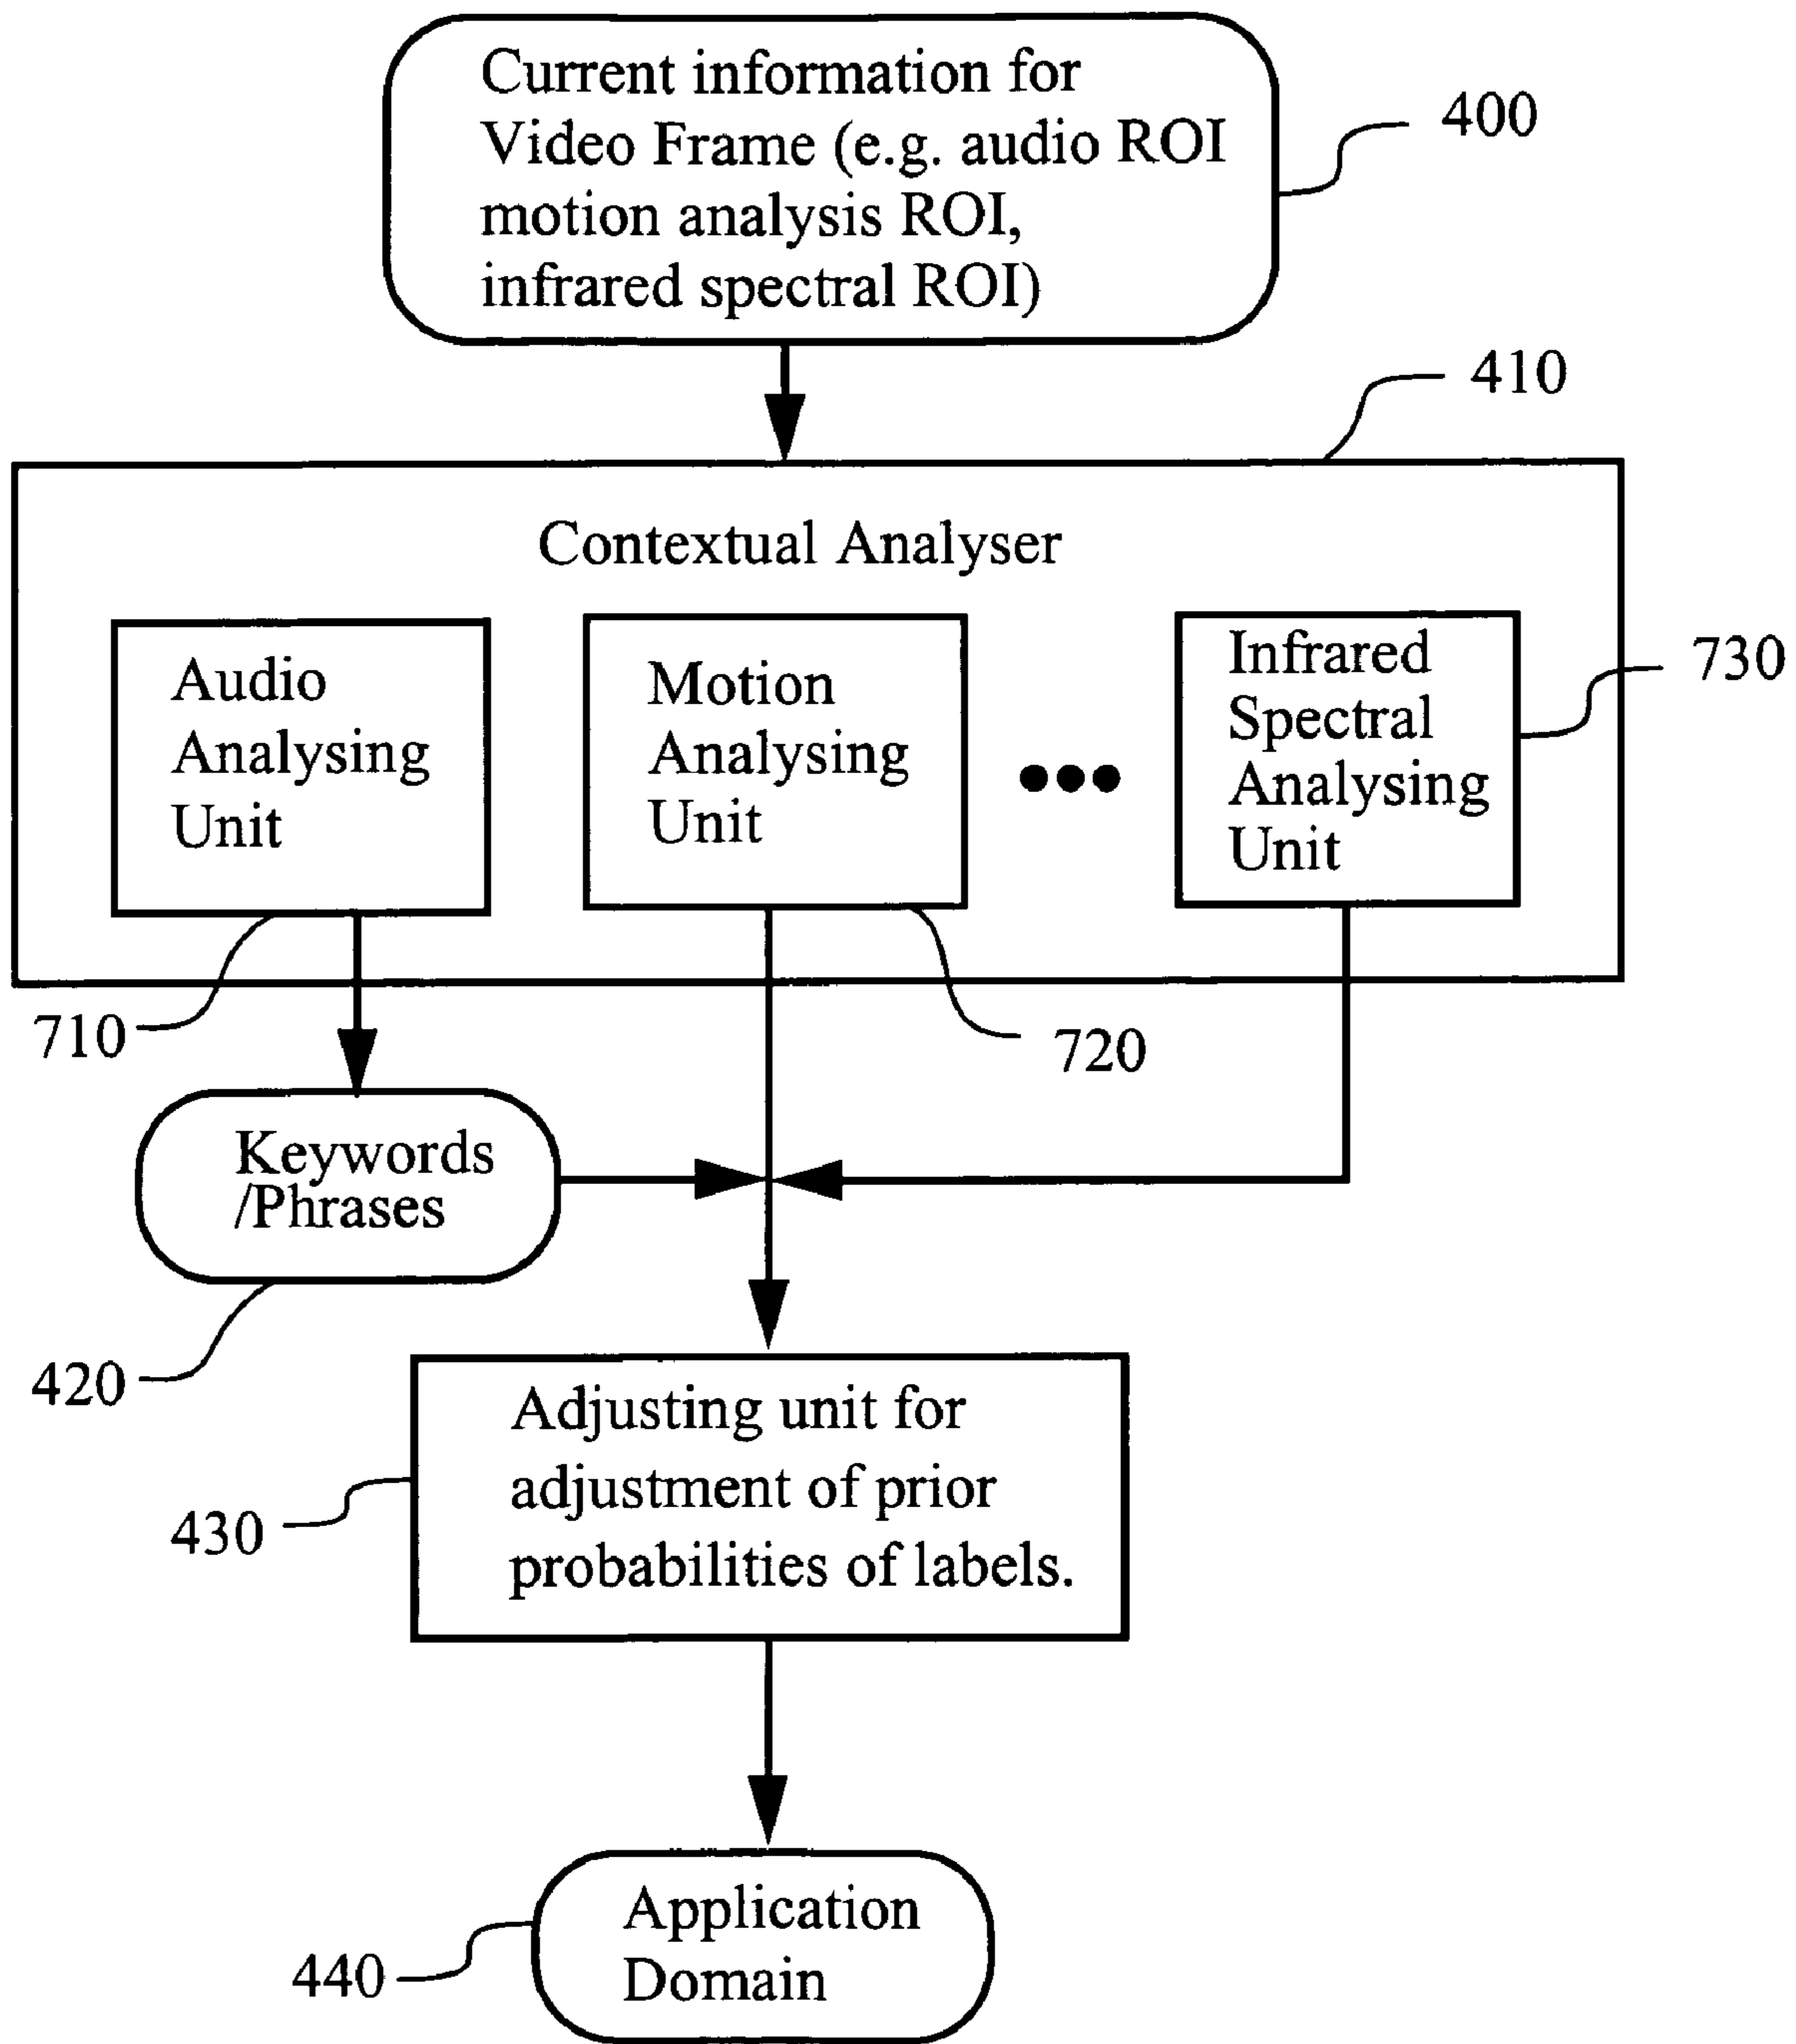 Current information for
Video Frame (e.g. audio ROI
motion analysis ROI,
infrared spectral ROI)
400
410
Contextual Analyser
Audio
Analysing
Unit
Motion
Analysing
Unit
Infrared
Spectral
Analysing
Unit
730
710
720
Keywords
/Phrases
420
Adjusting unit for
adjustment of prior
probabilities of labels.
430
Application
Domain
440